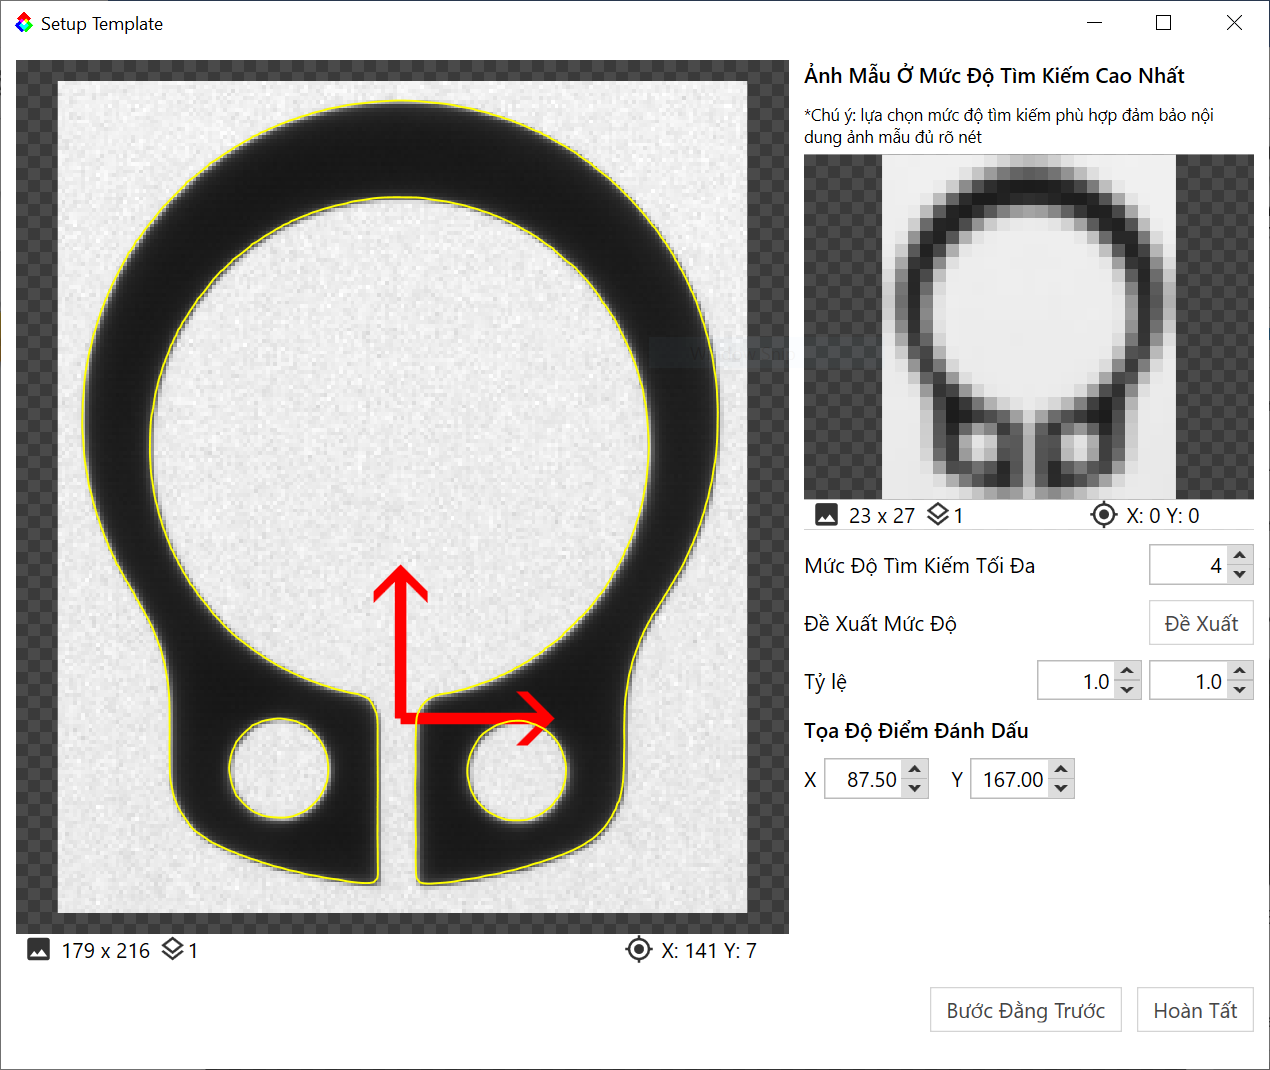 Setup Template
Ảnh Mẫu Ở Mức Độ Tìm Kiếm Cao Nhất
*Chú ý: lựa chọn mức độ tìm kiếm phù hợp đảm bảo nội
dung ảnh mẫu đủ rõ nét
23 x 27 1 X: 0 Y: 0
Mức Độ Tìm Kiếm Tối Đa 4
Đề Xuất Mức Độ Đề Xuất
Tỷ lệ 1.0 1.0
Tọa Độ Điểm Đánh Dấu
X 87.50 Y 167.00
179 x 216 1 X: 141 Y: 7
Bước Đằng Trước Hoàn Tất